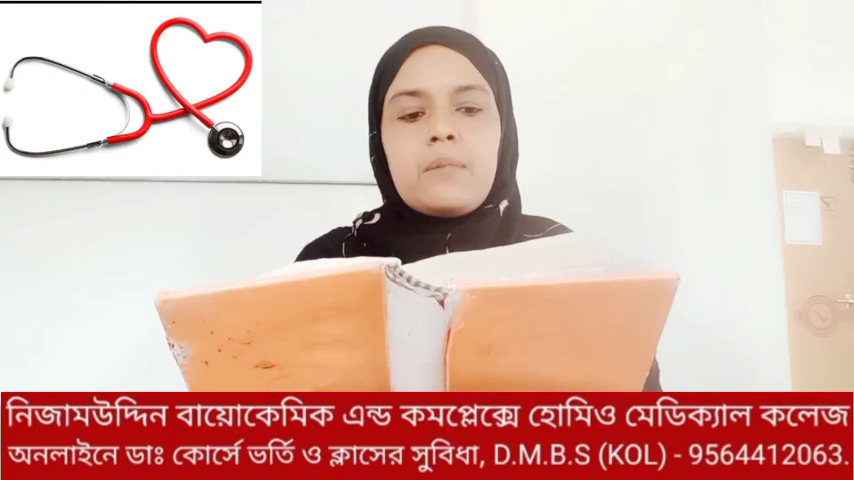 নিজামউদ্দিন বায়োকেমিক এন্ড কমপ্লেক্সে হোমিও মেডিক্যাল কলেজ
অনলাইনে ডাঃ কোর্সে ভর্তি ও ক্লাসের সুবিধা, D.M.B.S (KOL) - 9564412063.